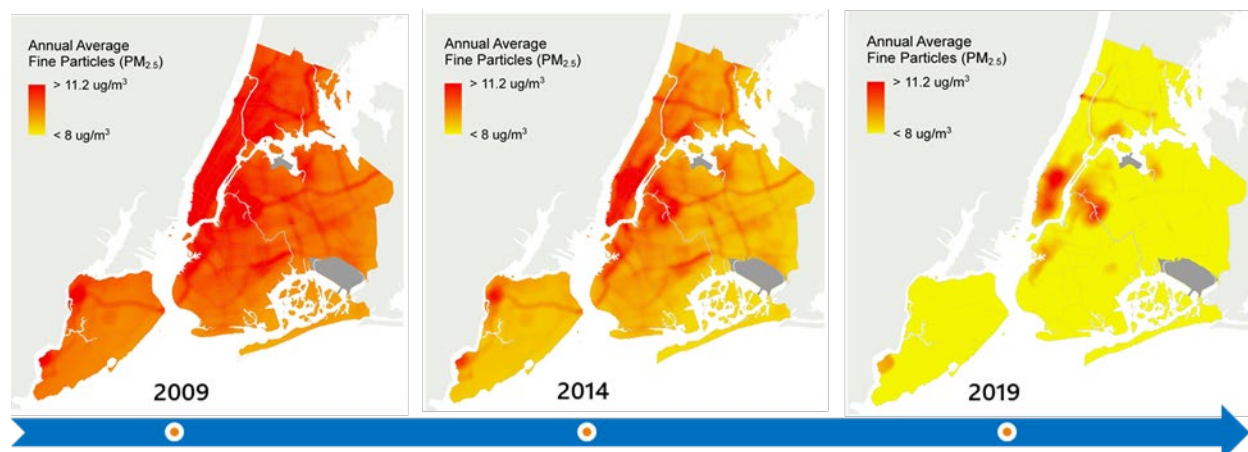 Annual Average
Fine Particles (PM2.5)
> 11.2 ug/m³
< 8 ug/m³
2009
Annual Average
Fine Particles (PM2.5)
> 11.2 ug/m³
< 8 ug/m³
2014
Annual Average
Fine Particles (PM2.5)
> 11.2 ug/m³
< 8 ug/m³
2019